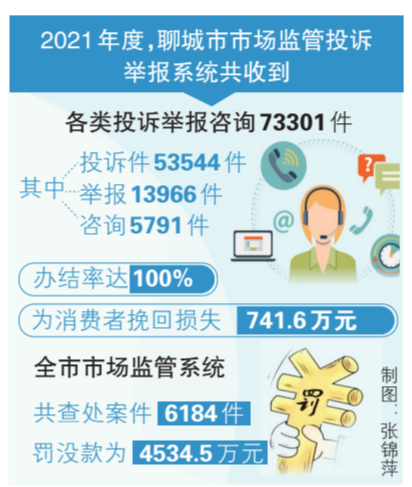 2021年度,聊城市市场监管投诉
举报系统共收到
各类投诉举报咨询73301件
其中
投诉件53544件
举报13966件
咨询5791件
?
@
办结率达100%
为消费者挽回损失 741.6万元
全市市场监管系统
共查处案件 6184件
罚没款为 4534.5万元
罚
制图:张锦萍